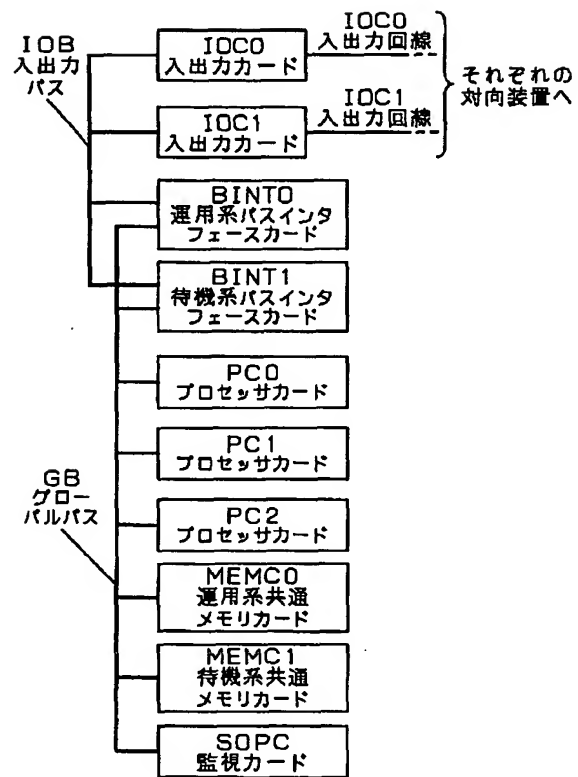 IOB
入出力
バス
IOC0
入出力カード
IOC0
入出力回線
IOC1
入出力カード
IOC1
入出力回線
それぞれの
対向装置へ
BINT0
運用系バスインタ
フェースカード
BINT1
待機系バスインタ
フェースカード
PC0
プロセッサカード
PC1
プロセッサカード
GB
グロー
バルバス
PC2
プロセッサカード
MEMC0
運用系共通
メモリカード
MEMC1
待機系共通
メモリカード
SOPC
監視カード